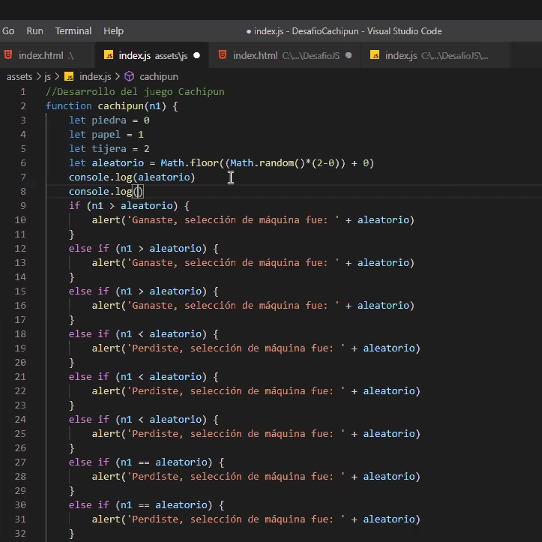 Go Run Terminal Help
● index.js - DesafioCachipun - Visual Studio Code
index.html .\ index.js assets\js ● index.html C:\...\DesafioJS ● index.js C:\...\DesafioJS\...
assets > js > index.js > cachipun
1 //Desarrollo del juego Cachipun
2 function cachipun(n1) {
3 let piedra = 0
4 let papel = 1
5 let tijera = 2
6 let aleatorio = Math.floor((Math.random()*(2-0)) + 0)
7 console.log(aleatorio)
8 console.log()
9 if (n1 > aleatorio) {
10 alert('Ganaste, selección de máquina fue: ' + aleatorio)
11 }
12 else if (n1 > aleatorio) {
13 alert('Ganaste, selección de máquina fue: ' + aleatorio)
14 }
15 else if (n1 > aleatorio) {
16 alert('Ganaste, selección de máquina fue: ' + aleatorio)
17 }
18 else if (n1 < aleatorio) {
19 alert('Perdiste, selección de máquina fue: ' + aleatorio)
20 }
21 else if (n1 < aleatorio) {
22 alert('Perdiste, selección de máquina fue: ' + aleatorio)
23 }
24 else if (n1 < aleatorio) {
25 alert('Perdiste, selección de máquina fue: ' + aleatorio)
26 }
27 else if (n1 == aleatorio) {
28 alert('Perdiste, selección de máquina fue: ' + aleatorio)
29 }
30 else if (n1 == aleatorio) {
31 alert('Perdiste, selección de máquina fue: ' + aleatorio)
32 }